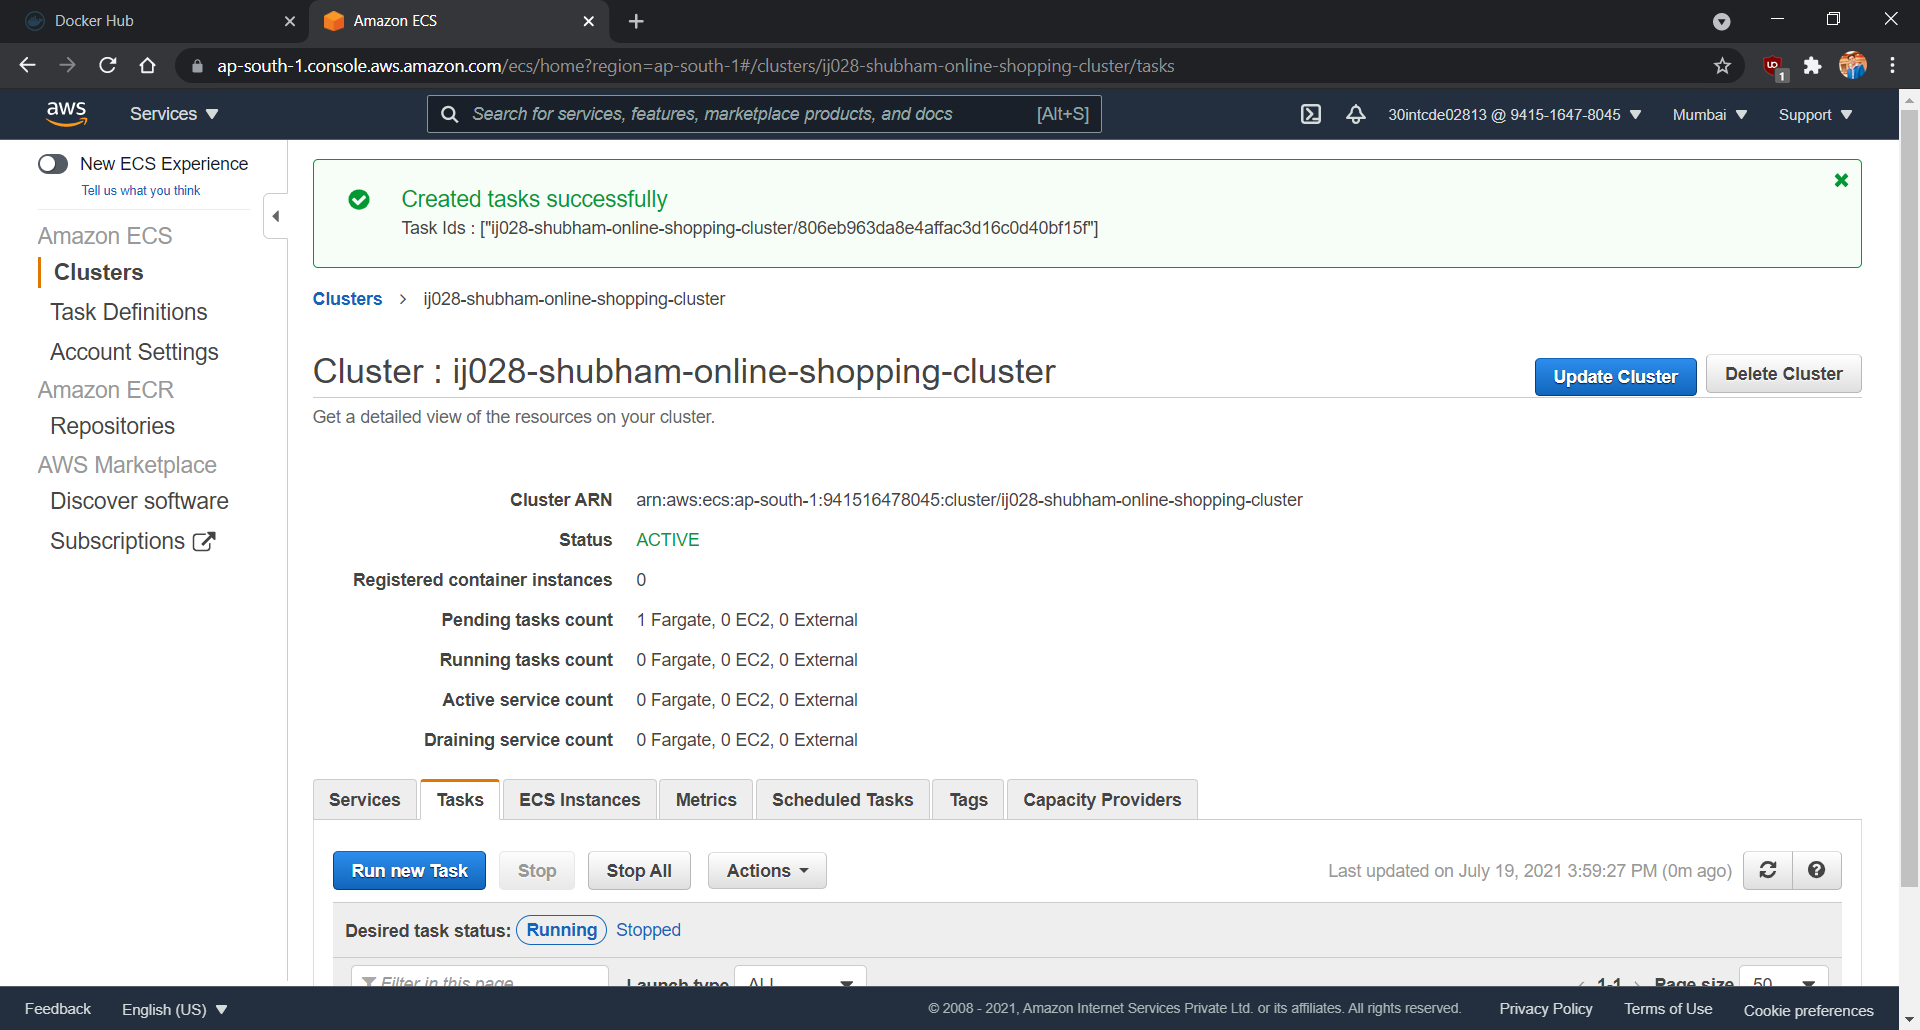 Docker Hub
Amazon ECS
ap-south-1.console.aws.amazon.com/ecs/home?region=ap-south-1#/clusters/ij028-shubham-online-shopping-cluster/tasks
1
aws
Services
Search for services, features, marketplace products, and docs [Alt+S]
30intcde02813 @ 9415-1647-8045
Mumbai
Support
New ECS Experience
Tell us what you think
Amazon ECS
Clusters
Task Definitions
Account Settings
Amazon ECR
Repositories
AWS Marketplace
Discover software
Subscriptions
Created tasks successfully
Task Ids : ["ij028-shubham-online-shopping-cluster/806eb963da8e4affac3d16c0d40bf15f"]
Clusters > ij028-shubham-online-shopping-cluster
Cluster : ij028-shubham-online-shopping-cluster
Update Cluster
Delete Cluster
Get a detailed view of the resources on your cluster.
Cluster ARN arn:aws:ecs:ap-south-1:941516478045:cluster/ij028-shubham-online-shopping-cluster
Status ACTIVE
Registered container instances 0
Pending tasks count 1 Fargate, 0 EC2, 0 External
Running tasks count 0 Fargate, 0 EC2, 0 External
Active service count 0 Fargate, 0 EC2, 0 External
Draining service count 0 Fargate, 0 EC2, 0 External
Services Tasks ECS Instances Metrics Scheduled Tasks Tags Capacity Providers
Run new Task Stop Stop All Actions
Last updated on July 19, 2021 3:59:27 PM (0m ago)
Desired task status: Running Stopped
Filter in this page Launch type ALL < 1-1 > Page size 50
Feedback English (US)
© 2008 - 2021, Amazon Internet Services Private Ltd. or its affiliates. All rights reserved. Privacy Policy Terms of Use Cookie preferences